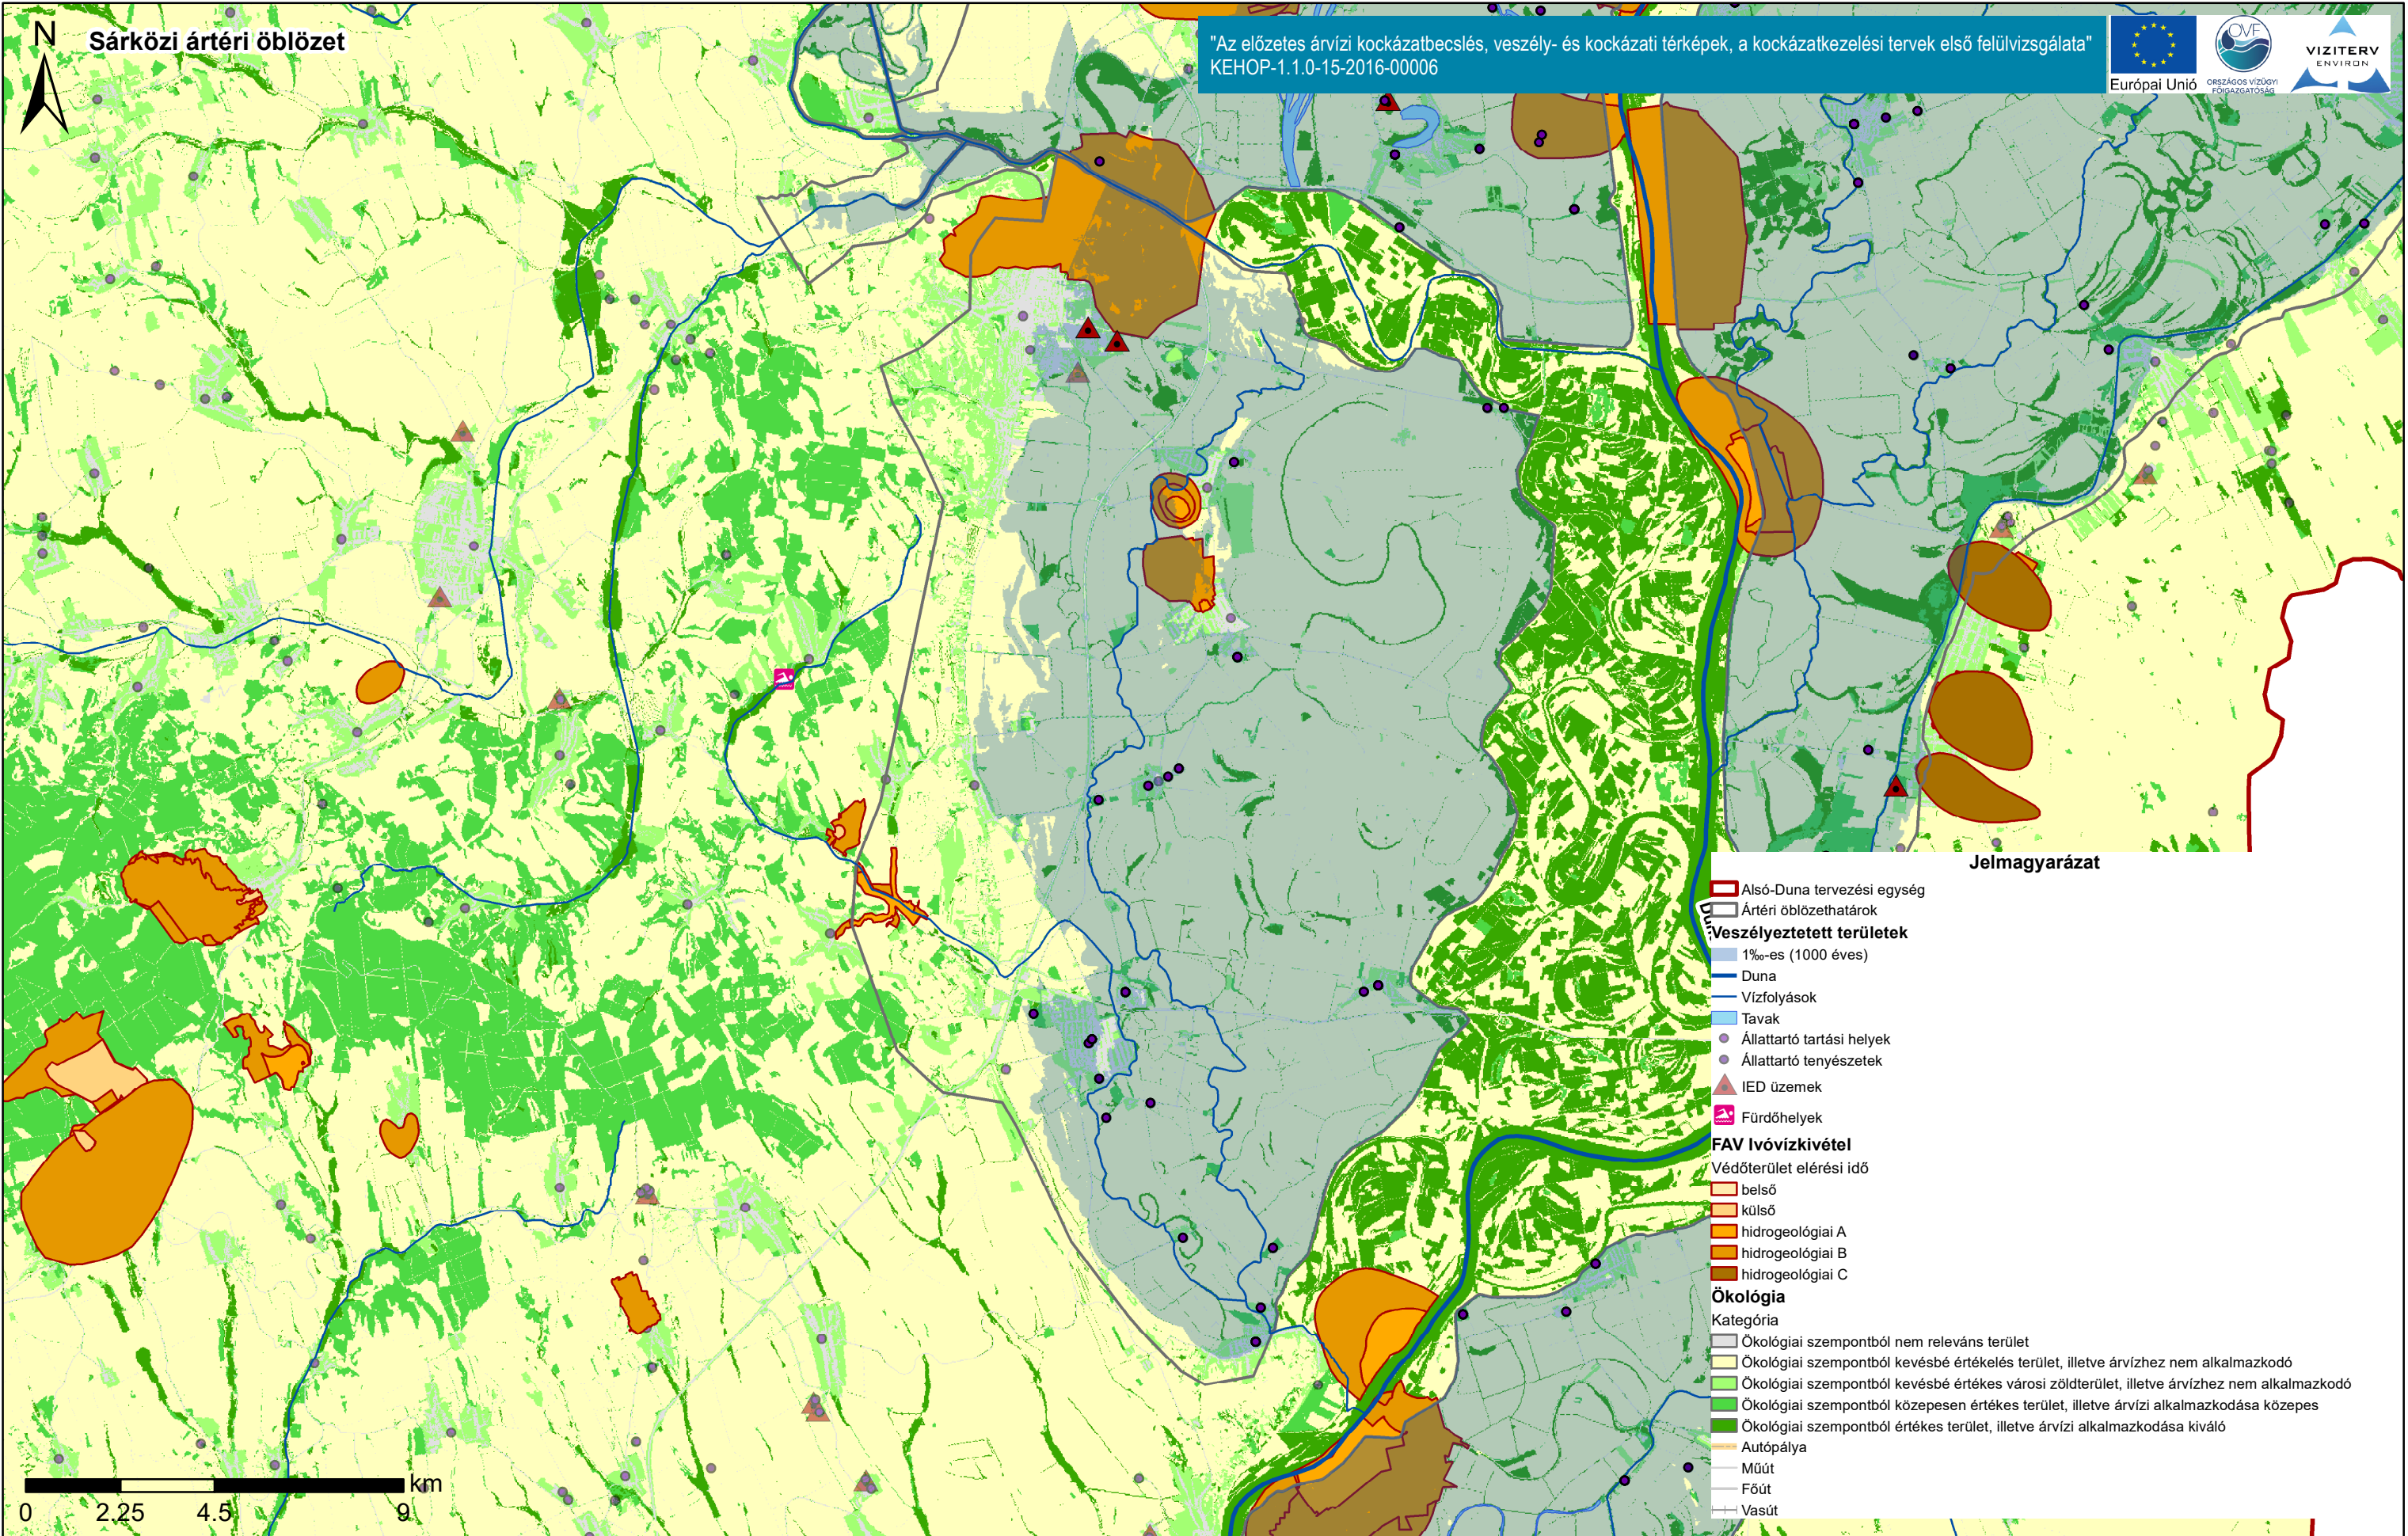 N
Sárközi ártéri öblözet
"Az előzetes árvízi kockázatbecslés, veszély- és kockázati térképek, a kockázatkezelési tervek első felülvizsgálata"
KEHOP-1.1.0-15-2016-00006
Európai Unió
OVF
ORSZÁGOS VÍZÜGYI
FŐIGAZGATÓSÁG
VIZITERV
ENVIRON
Jelmagyarázat
Alsó-Duna tervezési egység
Ártéri öblözethatárok
Veszélyeztetett területek
1‰-es (1000 éves)
Duna
Vízfolyások
Tavak
Állattartó tartási helyek
Állattartó tenyészetek
IED üzemek
Fürdőhelyek
FAV Ivóvízkivétel
Védőterület elérési idő
belső
külső
hidrogeológiai A
hidrogeológiai B
hidrogeológiai C
Ökológia
Kategória
Ökológiai szempontból nem releváns terület
Ökológiai szempontból kevésbé értékelés terület, illetve árvízhez nem alkalmazkodó
Ökológiai szempontból kevésbé értékes városi zöldterület, illetve árvízhez nem alkalmazkodó
Ökológiai szempontból közepesen értékes terület, illetve árvízi alkalmazkodása közepes
Ökológiai szempontból értékes terület, illetve árvízi alkalmazkodása kiváló
Autópálya
Műút
Főút
Vasút
km
0 2.25 4.5 9